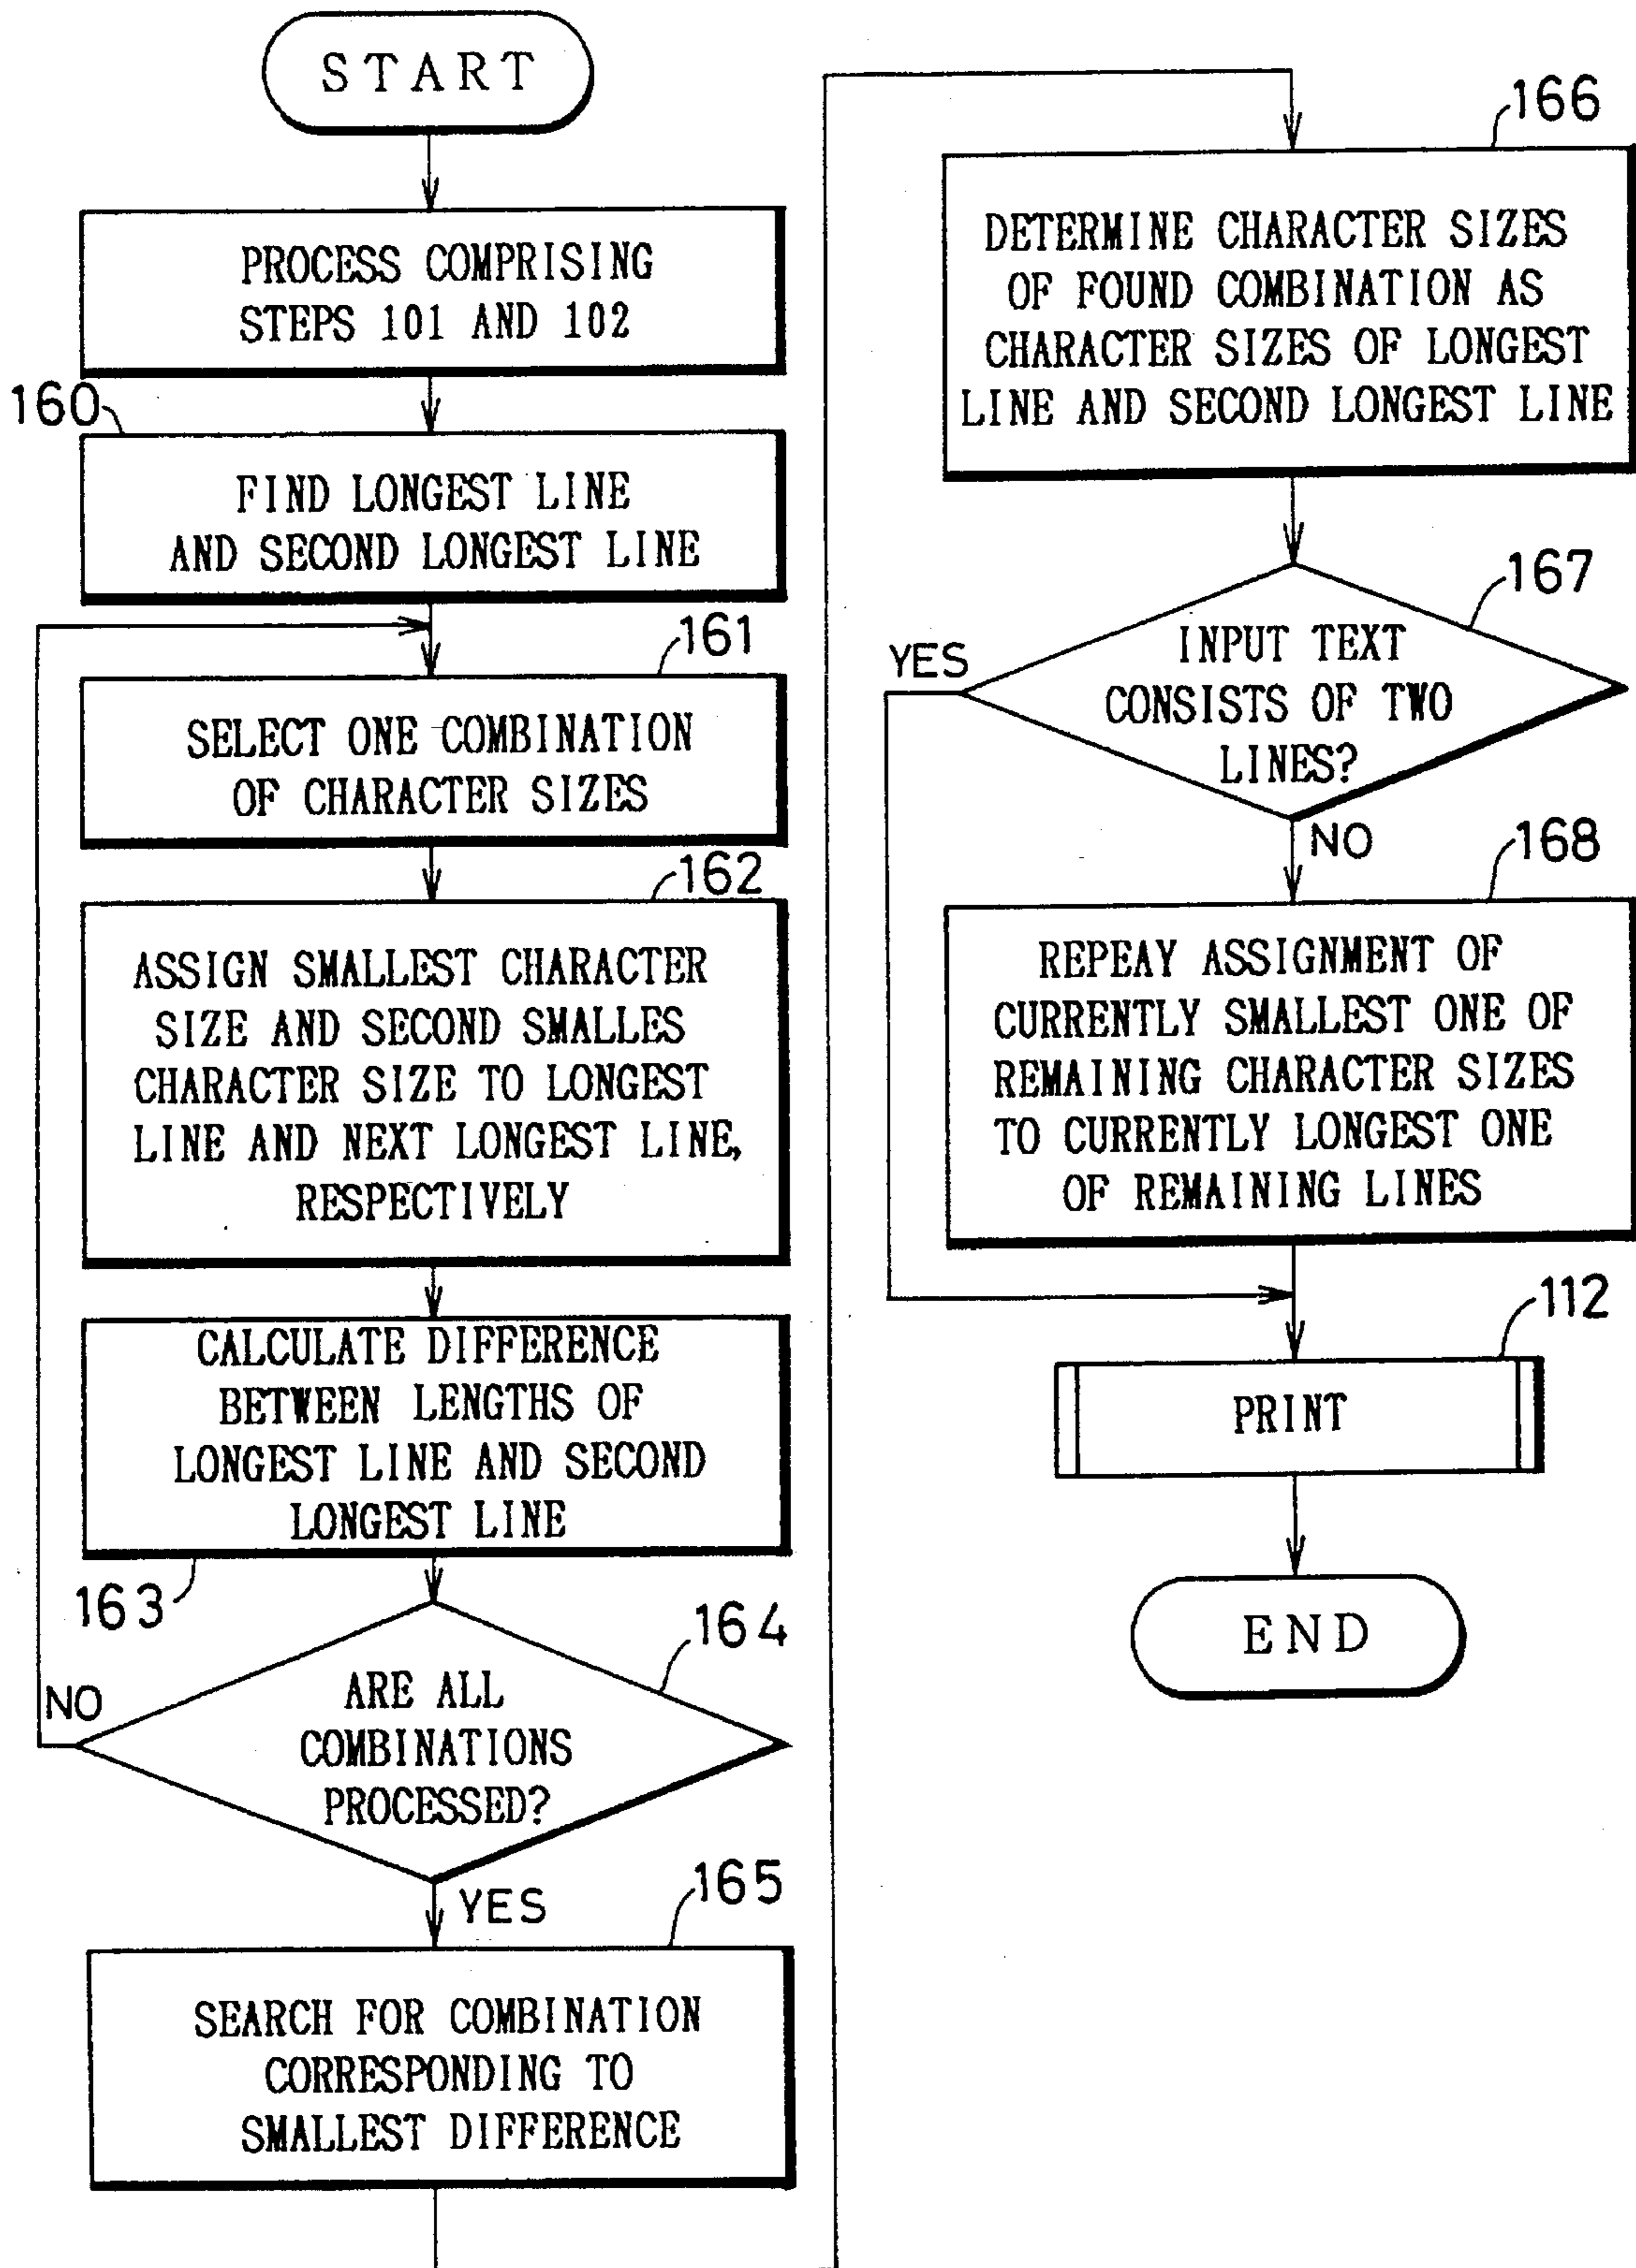 START
PROCESS COMPRISING
STEPS 101 AND 102
160
FIND LONGEST LINE
AND SECOND LONGEST LINE
161
SELECT ONE COMBINATION
OF CHARACTER SIZES
162
ASSIGN SMALLEST CHARACTER
SIZE AND SECOND SMALLES
CHARACTER SIZE TO LONGEST
LINE AND NEXT LONGEST LINE,
RESPECTIVELY
CALCULATE DIFFERENCE
BETWEEN LENGTHS OF
LONGEST LINE AND SECOND
LONGEST LINE
163
164
ARE ALL
COMBINATIONS
PROCESSED?
NO
YES
165
SEARCH FOR COMBINATION
CORRESPONDING TO
SMALLEST DIFFERENCE
166
DETERMINE CHARACTER SIZES
OF FOUND COMBINATION AS
CHARACTER SIZES OF LONGEST
LINE AND SECOND LONGEST LINE
167
YES
INPUT TEXT
CONSISTS OF TWO
LINES?
NO
168
REPEAY ASSIGNMENT OF
CURRENTLY SMALLEST ONE OF
REMAINING CHARACTER SIZES
TO CURRENTLY LONGEST ONE
OF REMAINING LINES
112
PRINT
END